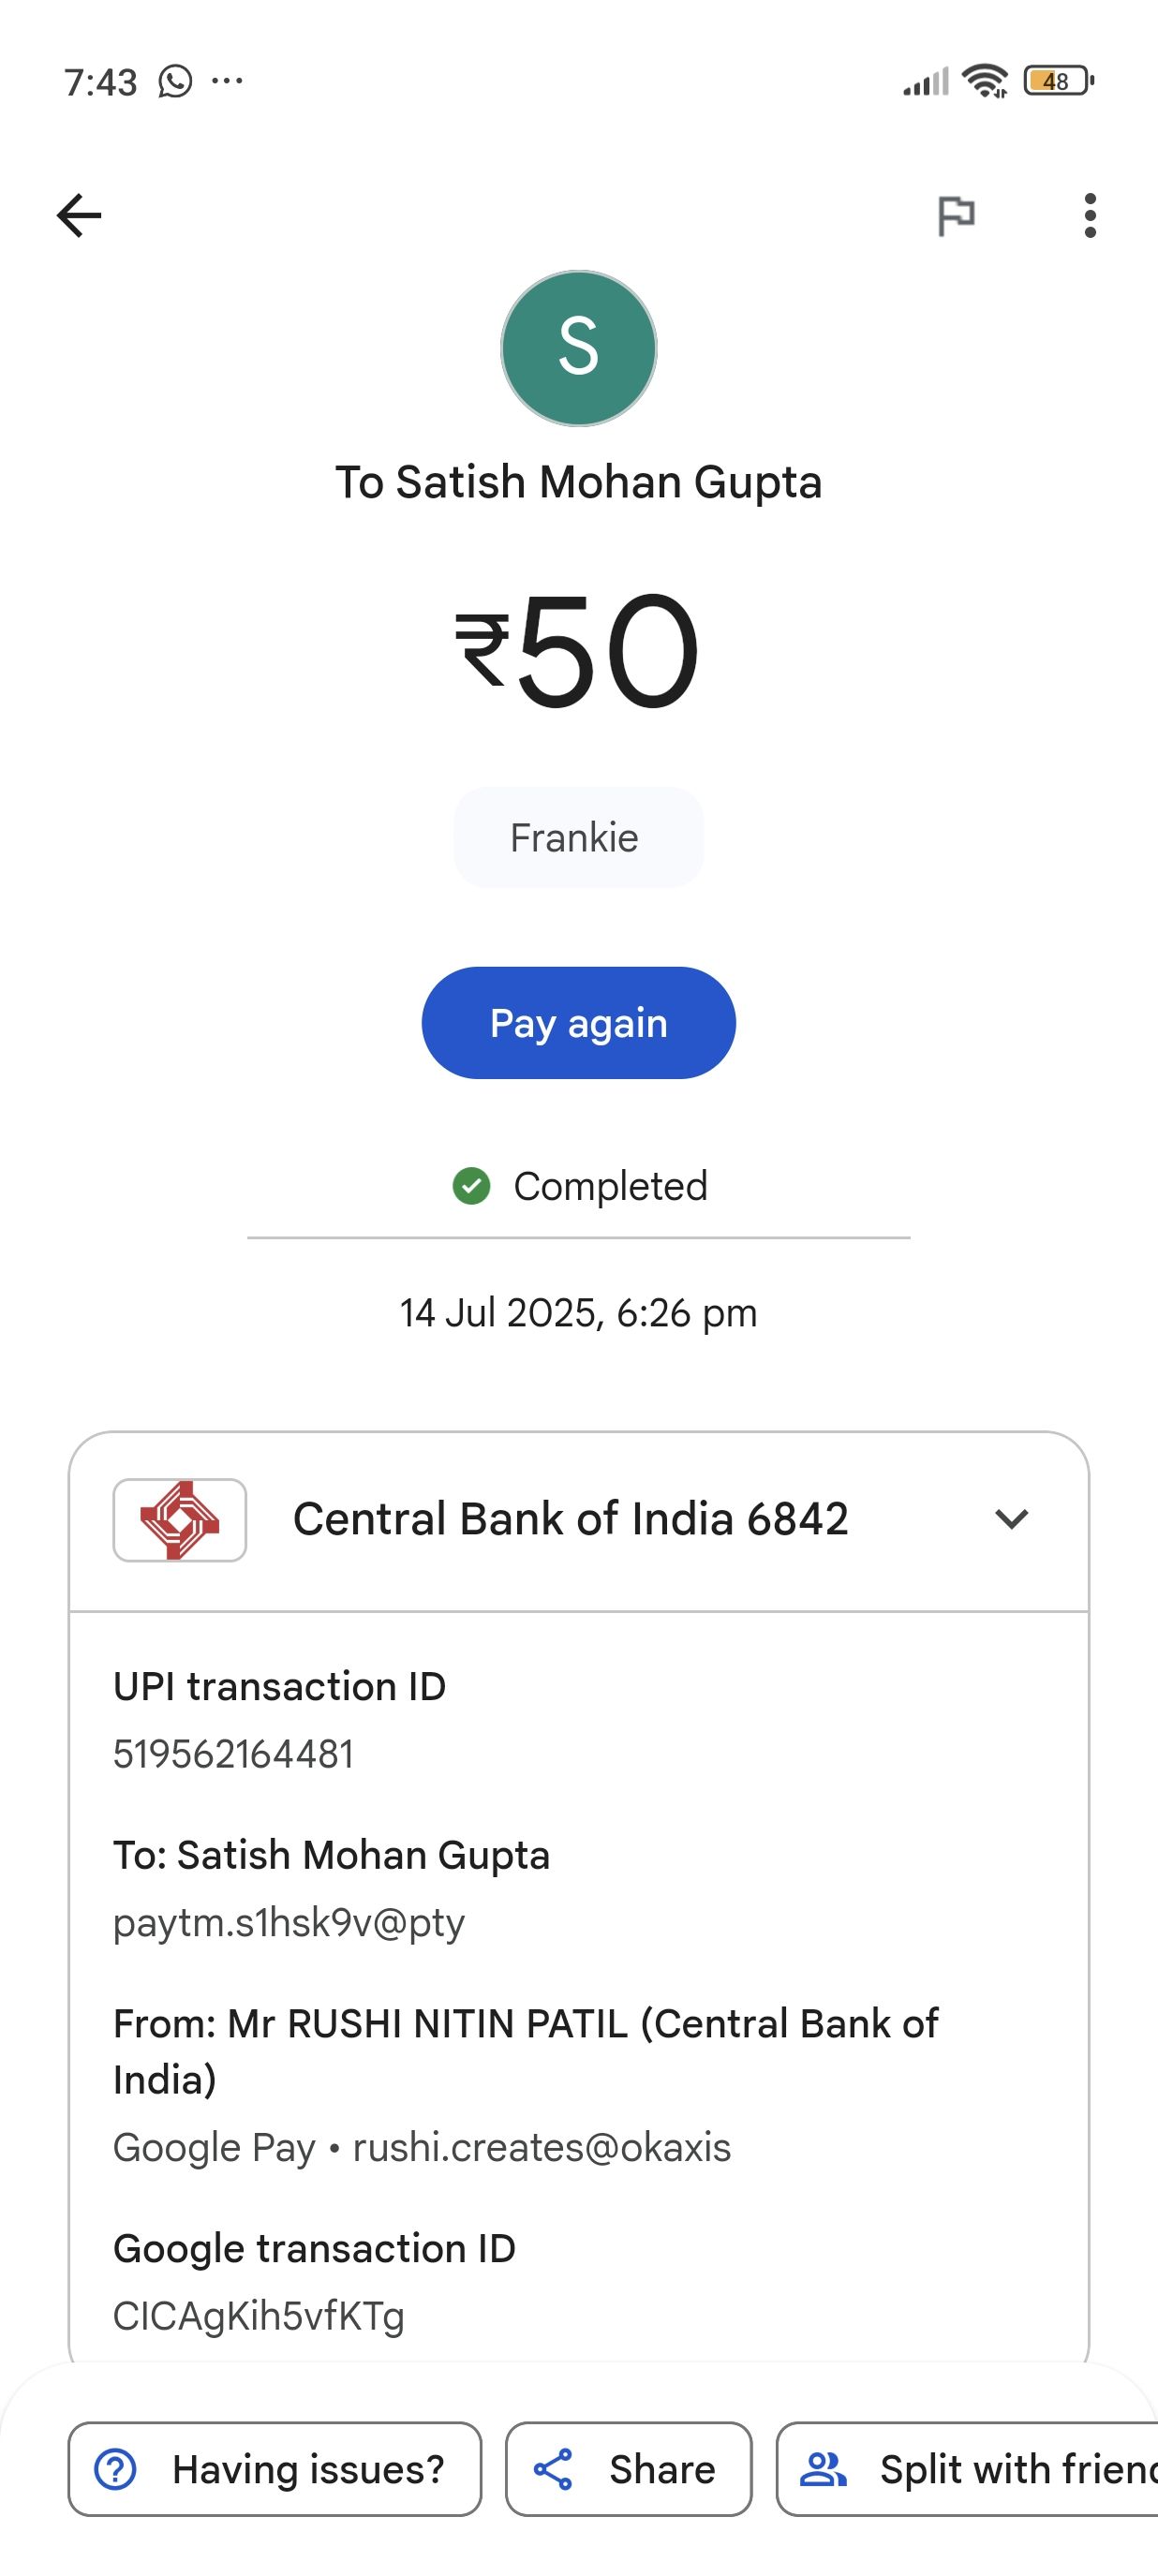 7:43
48
S
To Satish Mohan Gupta
₹50
Frankie
Pay again
Completed
14 Jul 2025, 6:26 pm
Central Bank of India 6842
UPI transaction ID
519562164481
To: Satish Mohan Gupta
paytm.s1hsk9v@pty
From: Mr RUSHI NITIN PATIL (Central Bank of
India)
Google Pay • rushi.creates@okaxis
Google transaction ID
CICAgKih5vfKTg
Having issues?
Share
Split with frien